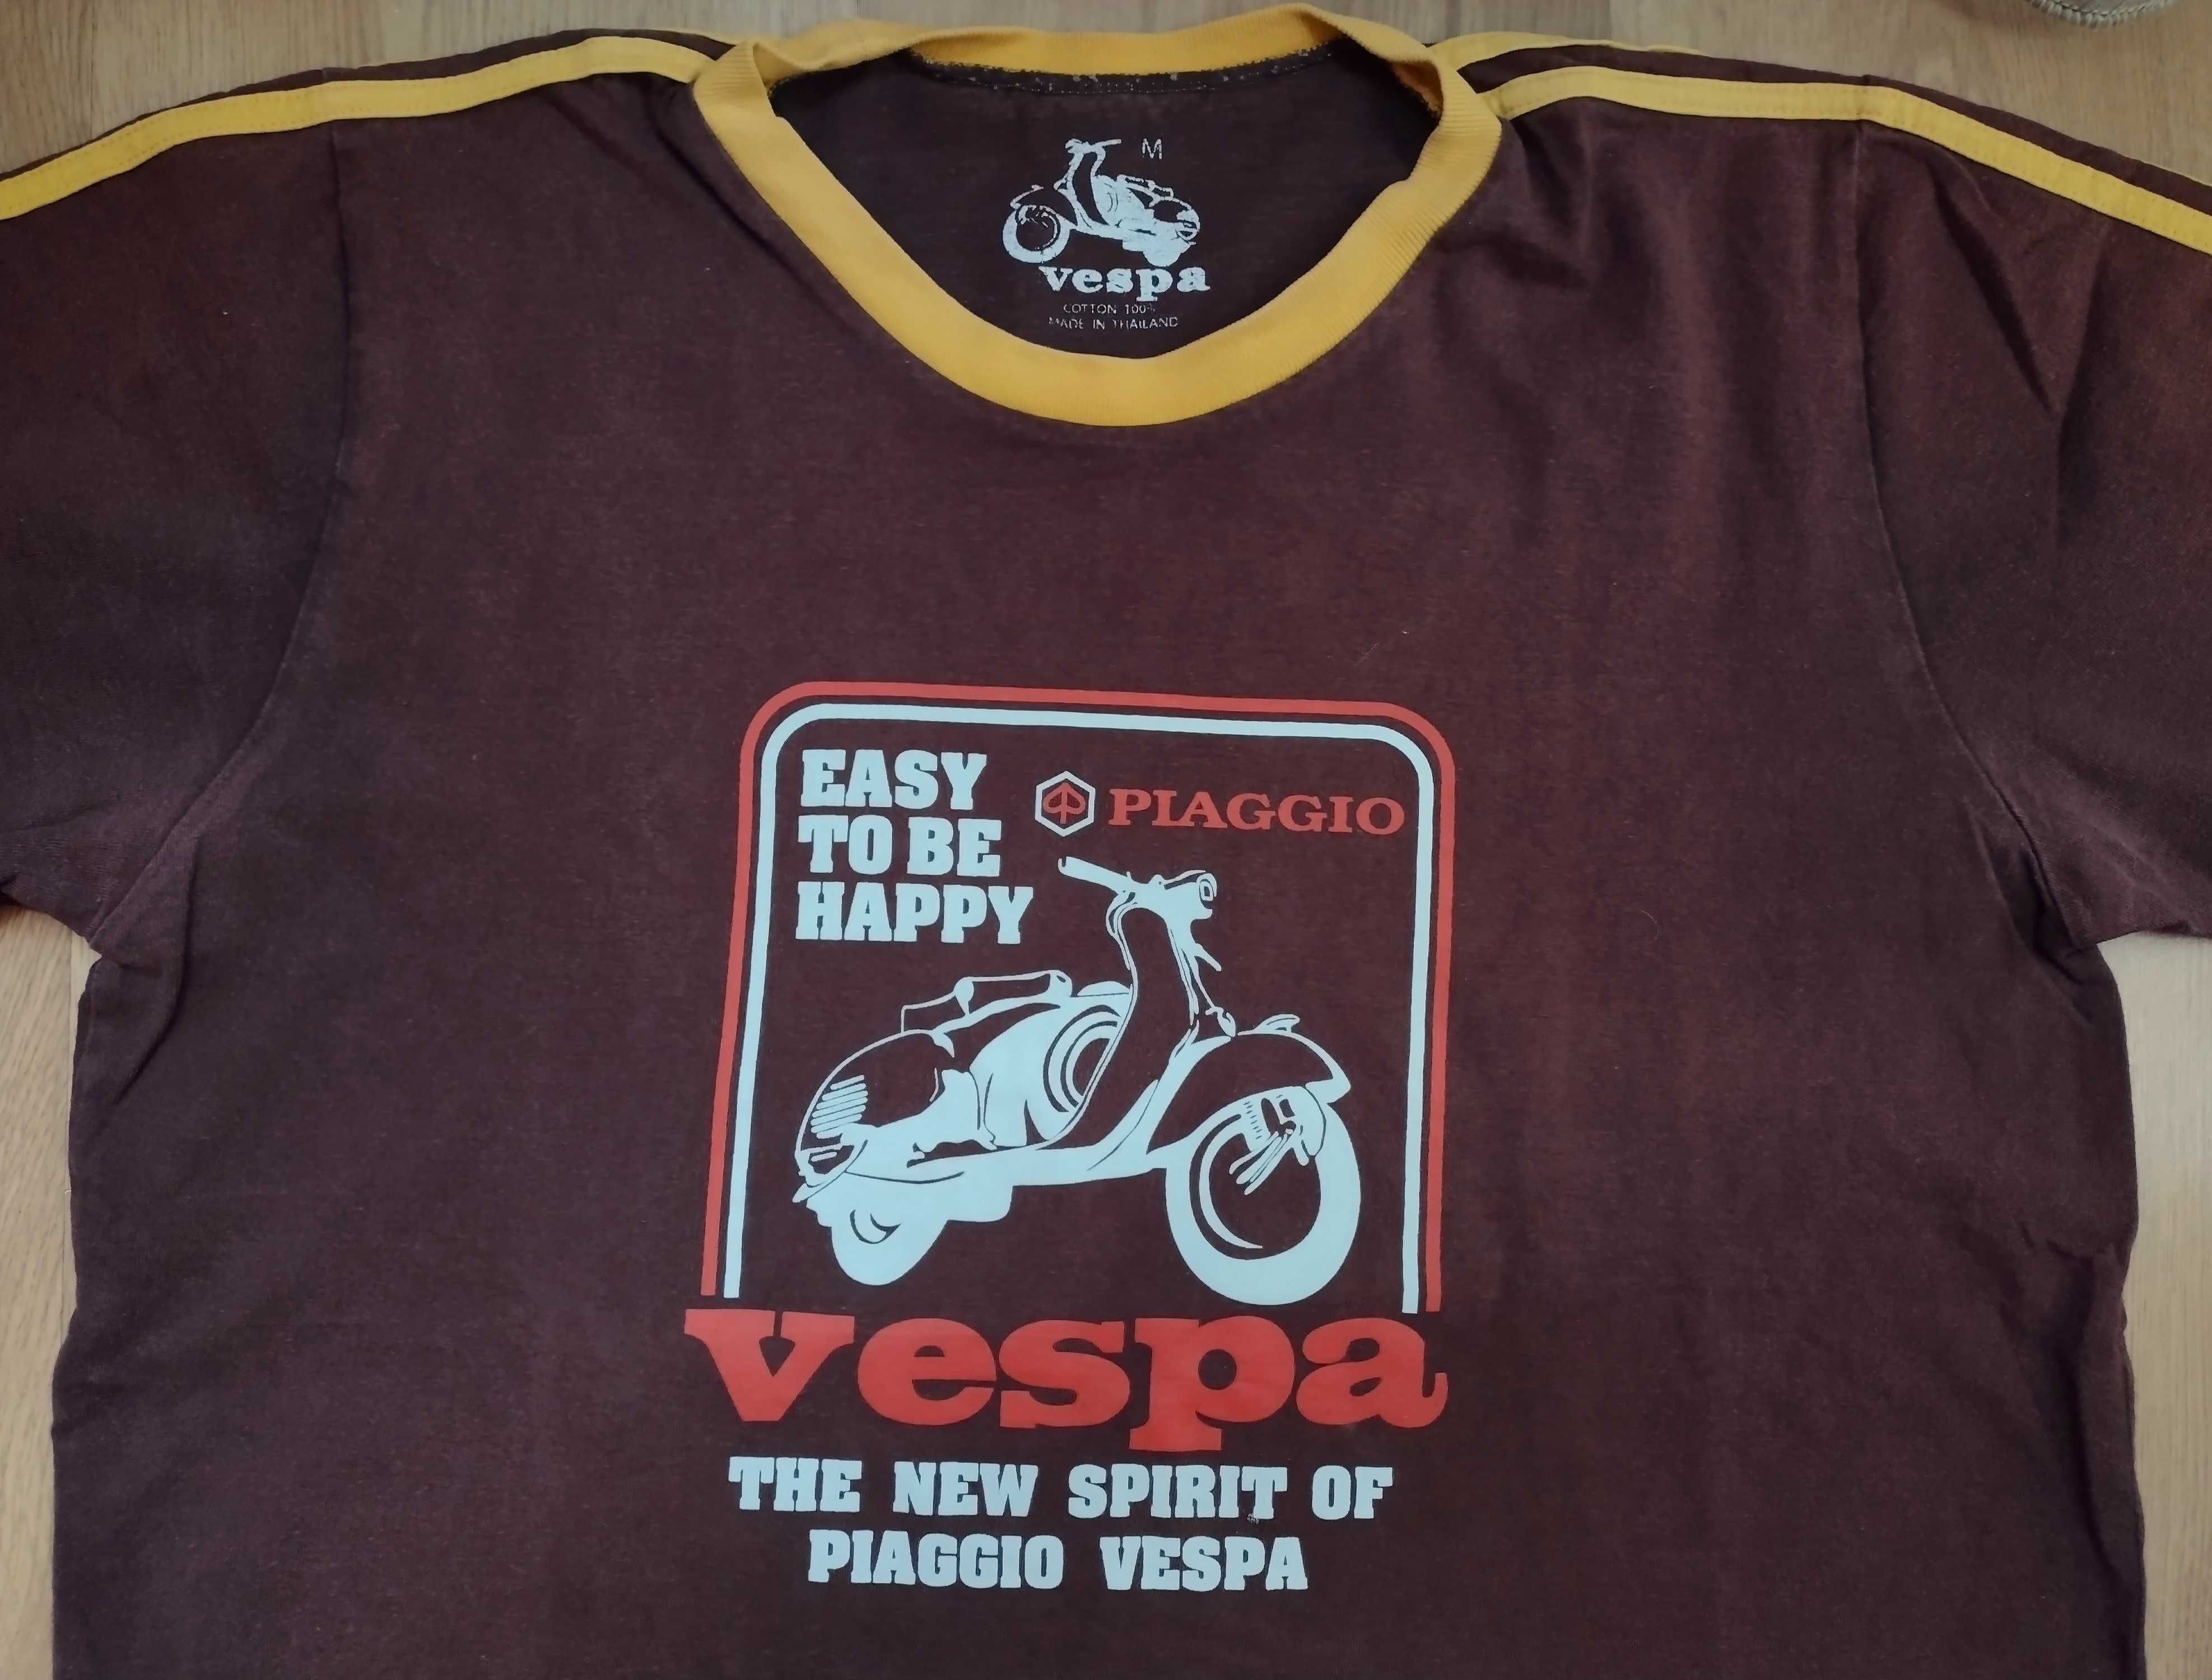 M
vespa
COTTON 100%
MADE IN THAILAND
EASY
TO BE
HAPPY
PIAGGIO
vespa
THE NEW SPIRIT OF
PIAGGIO VESPA